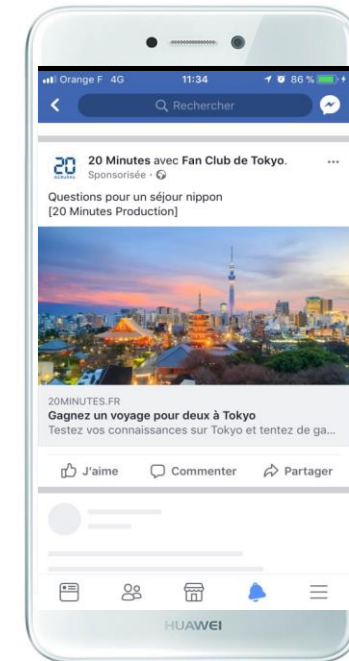 Orange F 4G 11:34 86 %
Rechercher
20 Minutes avec Fan Club de Tokyo.
Sponsorisée ·
Questions pour un séjour nippon
[20 Minutes Production]
20MINUTES.FR
Gagnez un voyage pour deux à Tokyo
Testez vos connaissances sur Tokyo et tentez de ga...
J'aime Commenter Partager
HUAWEI